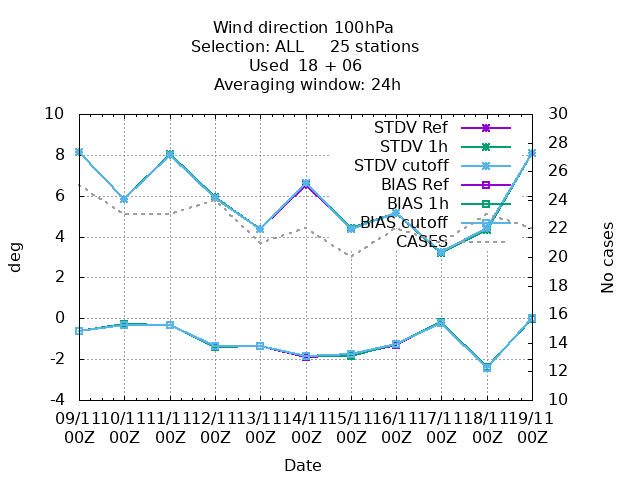 Wind direction 100hPa
Selection: ALL 25 stations
Used 18 + 06
Averaging window: 24h
10
8
6
4
2
0
-2
-4
deg
30
28
26
24
22
20
18
16
14
12
10
No cases
STDV Ref
STDV 1h
STDV cutoff
BIAS Ref
BIAS 1h
BIAS cutoff
CASES
09/11 10/11 11/11 12/11 13/11 14/11 15/11 16/11 17/11 18/11 19/11
00Z 00Z 00Z 00Z 00Z 00Z 00Z 00Z 00Z 00Z 00Z
Date